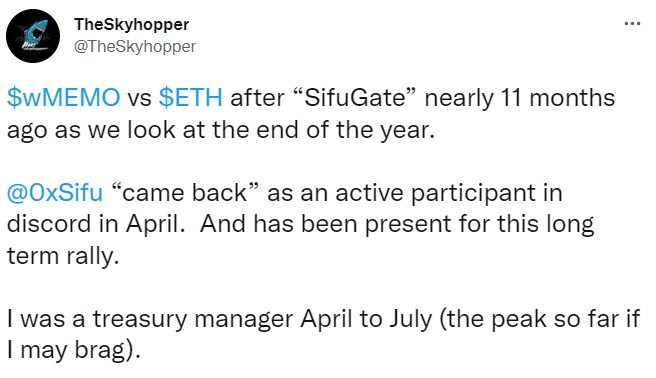 TheSkyhopper
@TheSkyhopper
$wMEMO vs $ETH after “SifuGate” nearly 11 months
ago as we look at the end of the year.
@0xSifu “came back” as an active participant in
discord in April.  And has been present for this long
term rally.
I was a treasury manager April to July (the peak so far if
I may brag).